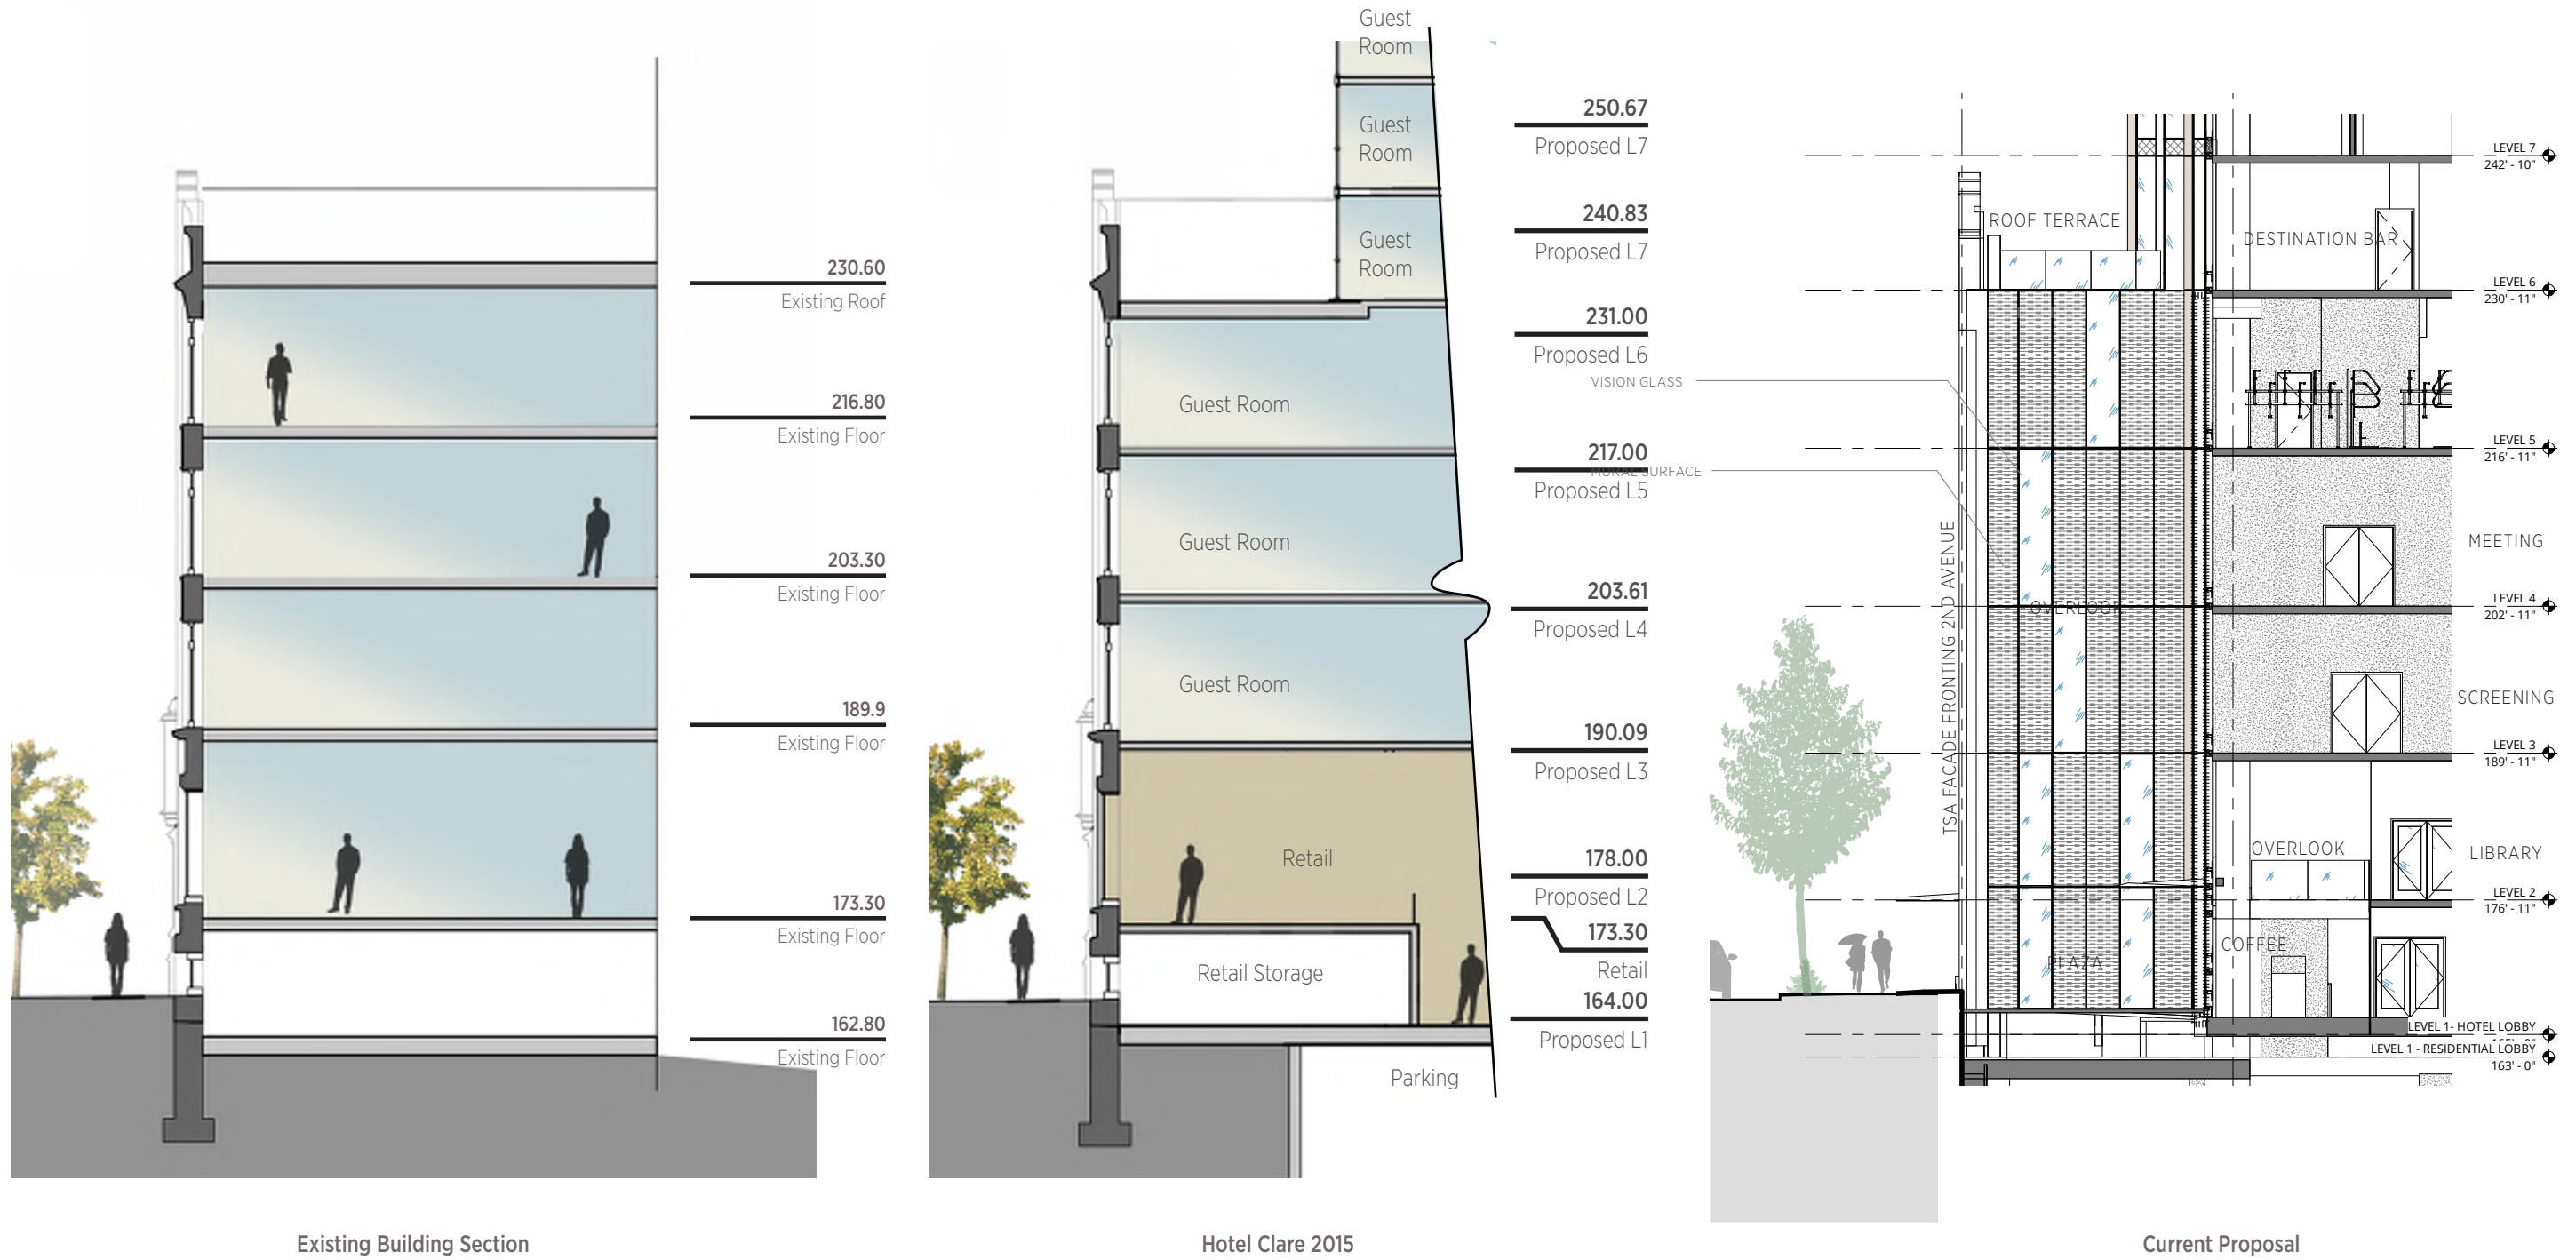 230.60
Existing Roof
216.80
Existing Floor
203.30
Existing Floor
189.9
Existing Floor
173.30
Existing Floor
162.80
Existing Floor
Existing Building Section
Guest
Room
Guest
Room
Guest
Room
Guest Room
Guest Room
Guest Room
Retail
Retail Storage
Parking
250.67
Proposed L7
240.83
Proposed L7
231.00
Proposed L6
217.00
Proposed L5
203.61
Proposed L4
190.09
Proposed L3
178.00
Proposed L2
173.30
Retail
164.00
Proposed L1
Hotel Clare 2015
VISION GLASS
MURAL SURFACE
TSA FACADE FRONTING 2ND AVENUE
ROOF TERRACE
DESTINATION BAR
OVERLOOK
PLAZA
OVERLOOK
COFFEE
MEETING
SCREENING
LIBRARY
LEVEL 7
242' - 10"
LEVEL 6
230' - 11"
LEVEL 5
216' - 11"
LEVEL 4
202' - 11"
LEVEL 3
189' - 11"
LEVEL 2
176' - 11"
LEVEL 1- HOTEL LOBBY
LEVEL 1 - RESIDENTIAL LOBBY
163' - 0"
Current Proposal